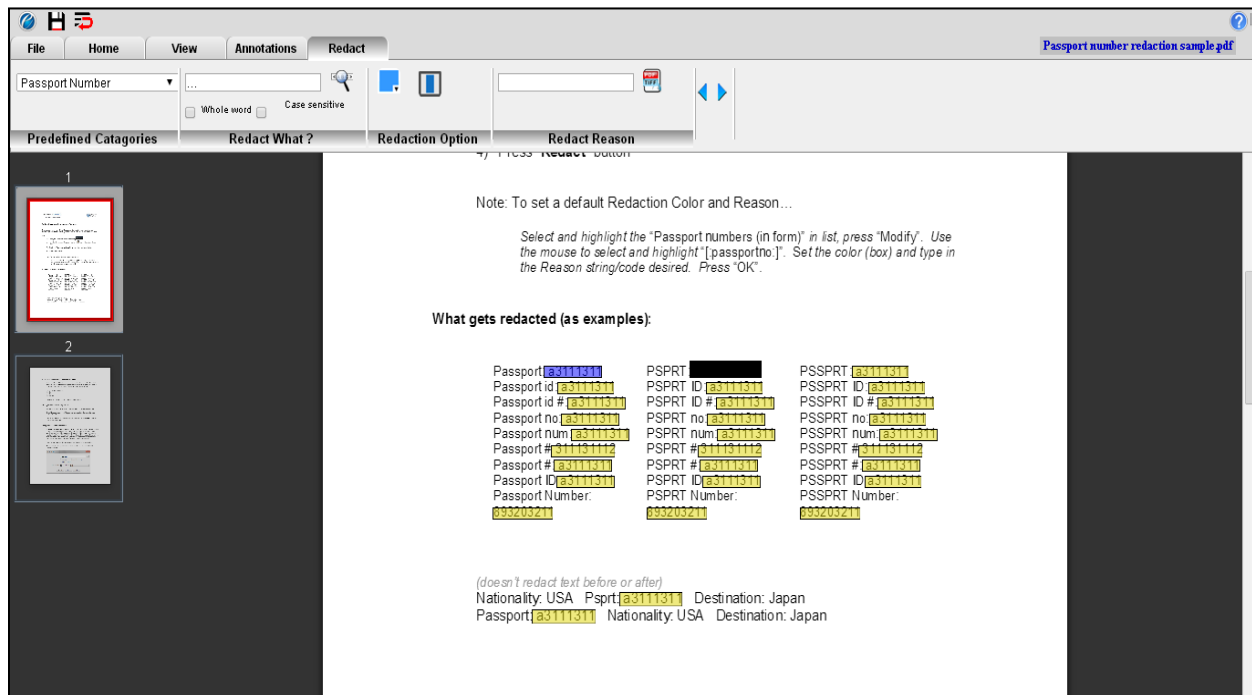 File Home View Annotations Redact
Passport number redaction sample.pdf
Passport Number
...
Whole word Case sensitive
Predefined Catagories Redact What ? Redaction Option Redact Reason
1
2
4) Press Redact button
Note: To set a default Redaction Color and Reason…
Select and highlight the “Passport numbers (in form)” in list, press “Modify”. Use
the mouse to select and highlight “[:passportno:]”. Set the color (box) and type in
the Reason string/code desired. Press “OK”.
What gets redacted (as examples):
Passport:a3111311 PSPRT: PSSPRT:a3111311
Passport id:a3111311 PSPRT ID:a3111311 PSSPRT ID:a3111311
Passport id # a3111311 PSPRT ID # a3111311 PSSPRT ID # a3111311
Passport no:a3111311 PSPRT no:a3111311 PSSPRT no:a3111311
Passport num:a3111311 PSPRT num:a3111311 PSSPRT num:a3111311
Passport # 311131112 PSPRT # 311131112 PSSPRT # 311131112
Passport # a3111311 PSPRT # a3111311 PSSPRT # a3111311
Passport ID a3111311 PSPRT ID a3111311 PSSPRT ID a3111311
Passport Number: PSPRT Number: PSSPRT Number:
893203211 893203211 893203211
(doesn't redact text before or after)
Nationality: USA Psprt:a3111311 Destination: Japan
Passport:a3111311 Nationality: USA Destination: Japan